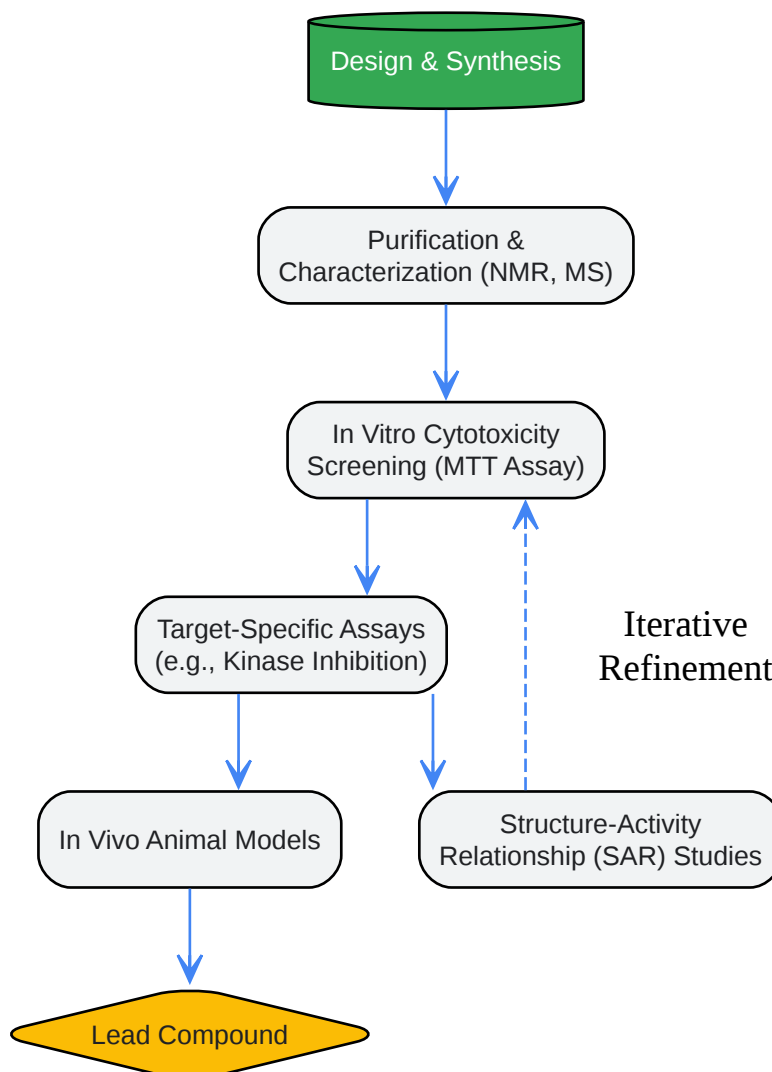 Design & Synthesis
Purification &
Characterization (NMR, MS)
In Vitro Cytotoxicity
Screening (MTT Assay)
Target-Specific Assays
(e.g., Kinase Inhibition)
Iterative
Refinement
In Vivo Animal Models
Structure-Activity
Relationship (SAR) Studies
Lead Compound